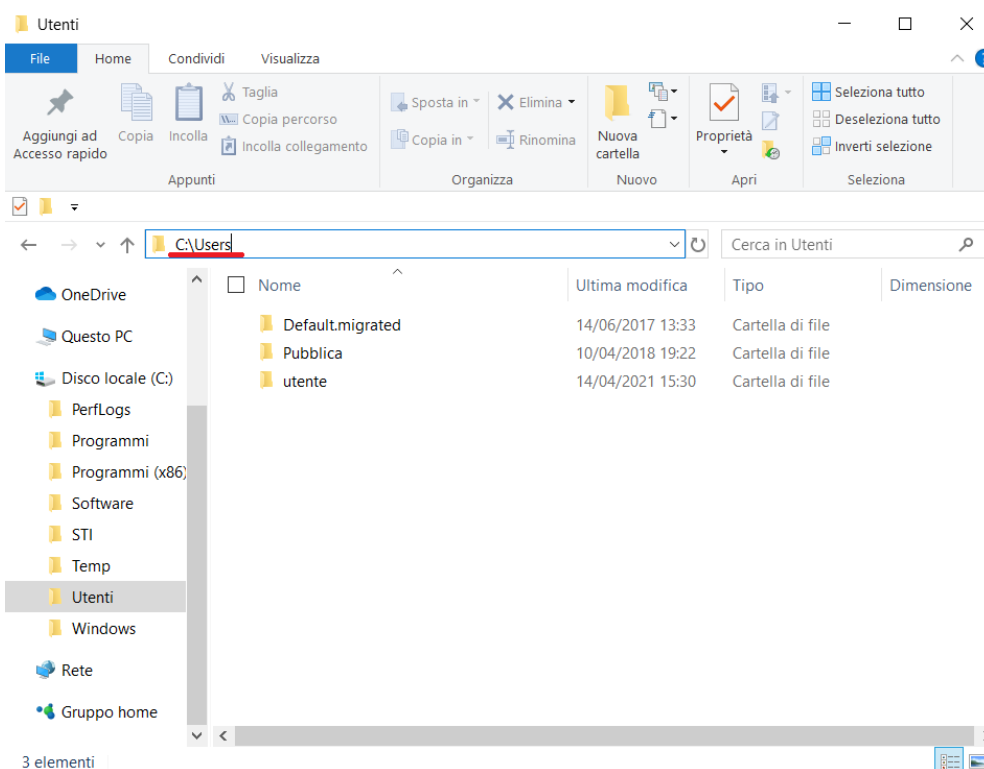 Utenti
File Home Condividi Visualizza
Aggiungi ad
Accesso rapido
Copia
Incolla
Taglia
Copia percorso
Incolla collegamento
Appunti
Sposta in
Copia in
Elimina
Rinomina
Organizza
Nuova
cartella
Nuovo
Proprietà
Apri
Seleziona tutto
Deseleziona tutto
Inverti selezione
Seleziona
C:\Users
Cerca in Utenti
OneDrive
Questo PC
Disco locale (C:)
PerfLogs
Programmi
Programmi (x86)
Software
STI
Temp
Utenti
Windows
Rete
Gruppo home
Nome Ultima modifica Tipo Dimensione
Default.migrated 14/06/2017 13:33 Cartella di file
Pubblica 10/04/2018 19:22 Cartella di file
utente 14/04/2021 15:30 Cartella di file
3 elementi